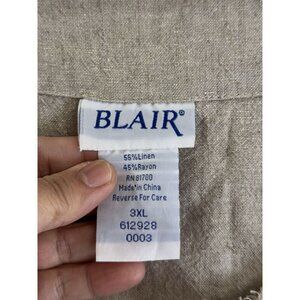 BLAIR®
55%Linen
45%Rayon
RN 81700
Made in China
Reverse For Care
3XL
612928
0003